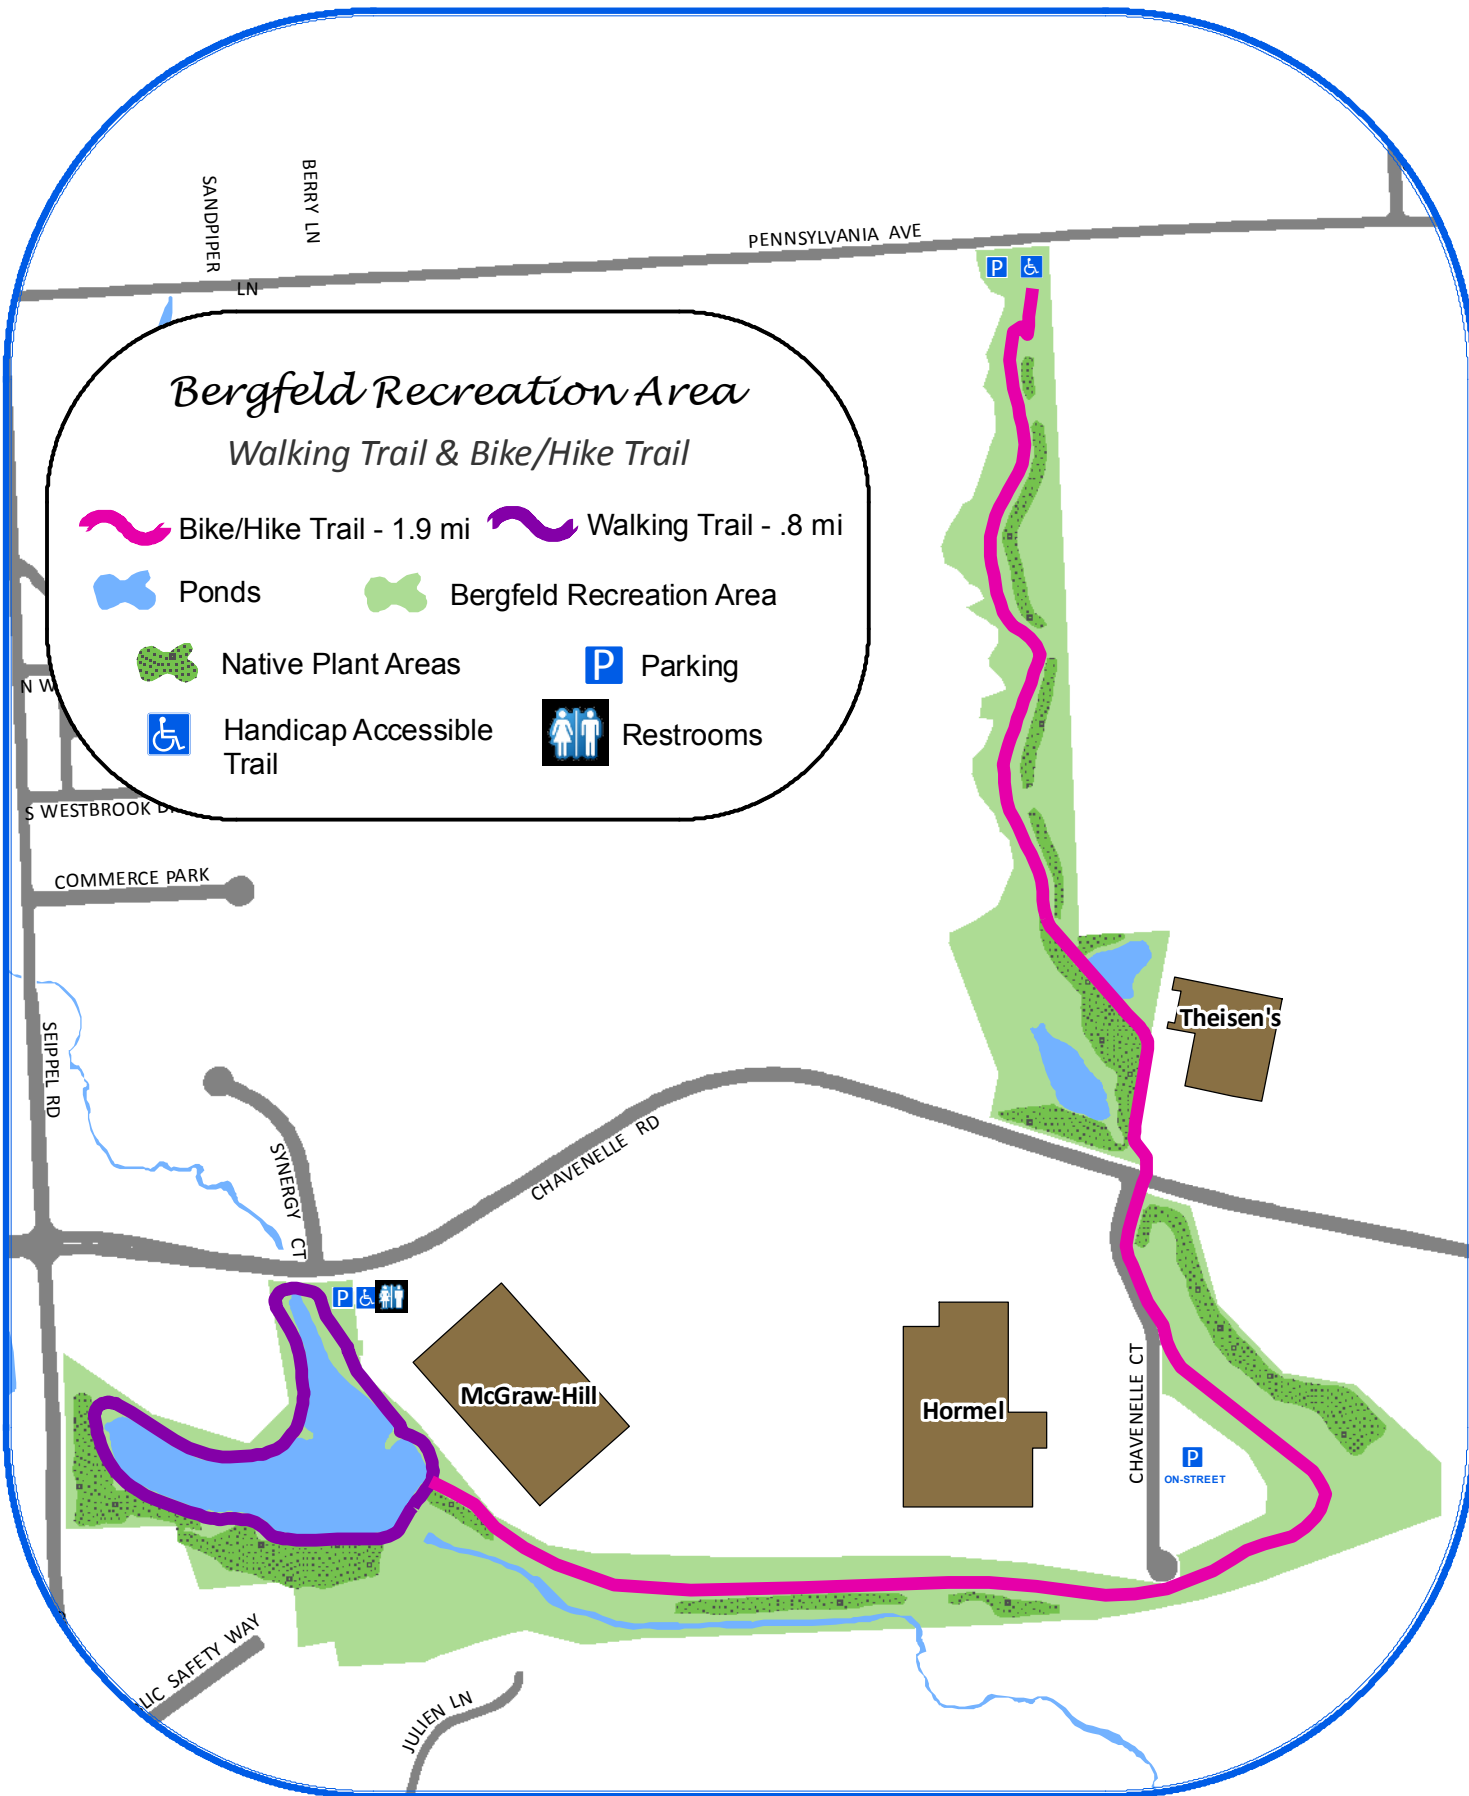 SANDPIPER
LN
BERRY LN
PENNSYLVANIA AVE
P
Bergfeld Recreation Area
Walking Trail & Bike/Hike Trail
Bike/Hike Trail - 1.9 mi
Walking Trail - .8 mi
Ponds
Bergfeld Recreation Area
Native Plant Areas
P Parking
Handicap Accessible
Trail
Restrooms
N W
S WESTBROOK
COMMERCE PARK
SEIPPEL RD
Theisen's
SYNERGY CT
CHAVENELLE RD
P
McGraw-Hill
Hormel
CHAVENELLE CT
P
ON-STREET
LIC SAFETY WAY
JULIEN LN